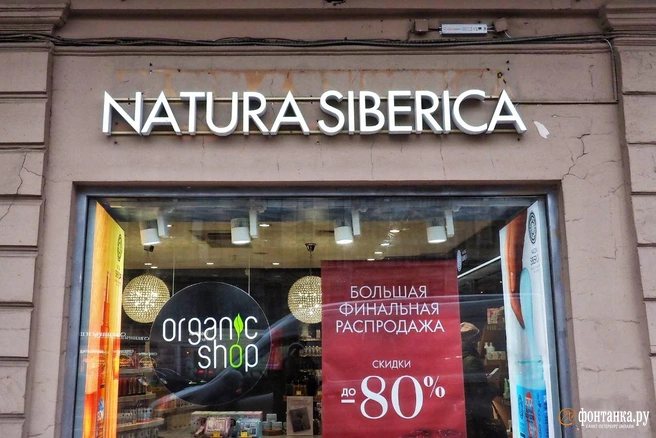 NATURA SIBERICA
organic
shop
БОЛЬШАЯ
ФИНАЛЬНАЯ
РАСПРОДАЖА
СКИДКИ
до -80%
фонтанка.ру